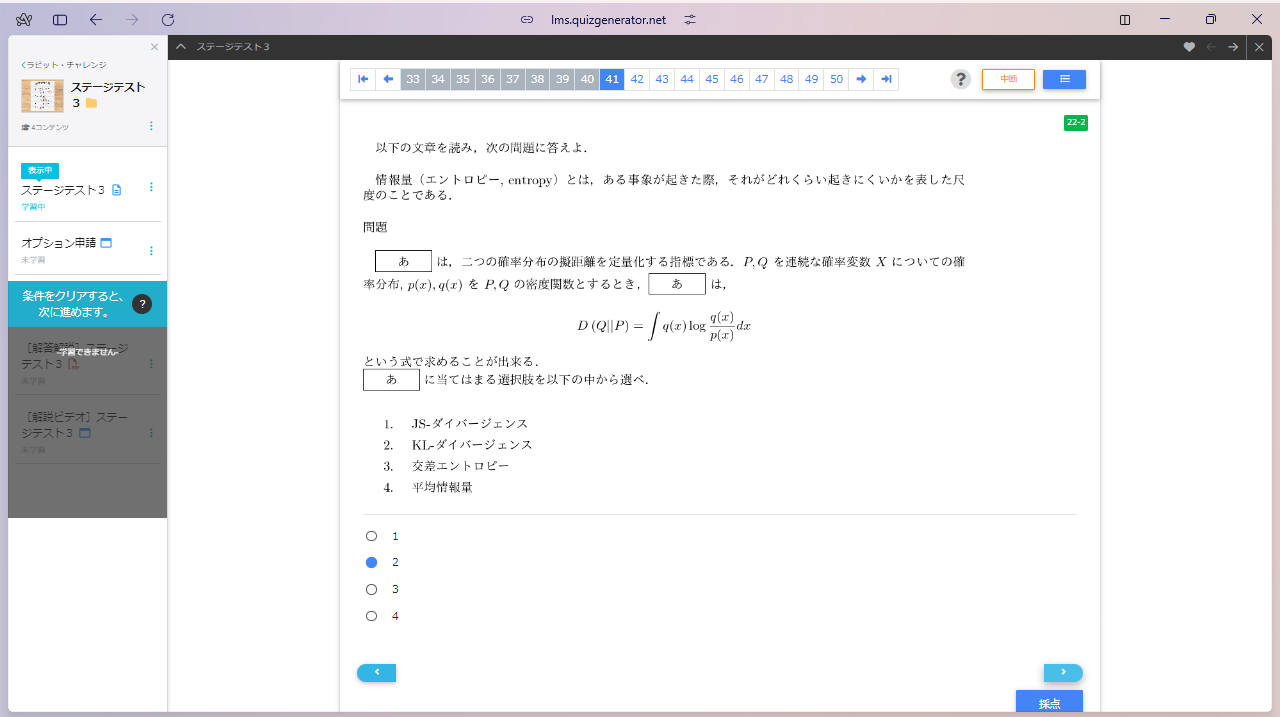 lms.quizgenerator.net
ラビット・チャレンジ
ステージテスト
3
4コンテンツ
表示中
ステージテスト3
学習中
オプション申請
未学習
条件をクリアすると、
次に進めます。
?
［解答解説］ステージ
テスト3
学習できません。
未学習
［解説ビデオ］ステー
ジテスト3
未学習
ステージテスト3
33 34 35 36 37 38 39 40 41 42 43 44 45 46 47 48 49 50
?
中断
22-2
以下の文章を読み，次の問題に答えよ．
情報量（エントロピー, entropy）とは，ある事象が起きた際，それがどれくらい起きにくいかを表した尺
度のことである．
問題
あ は，二つの確率分布の擬距離を定量化する指標である．P, Q を連続な確率変数 X についての確
率分布, p(x), q(x) を P, Q の密度関数とするとき， あ は，
D (Q||P) = ∫ q(x) log q(x)/p(x) dx
という式で求めることが出来る．
あ に当てはまる選択肢を以下の中から選べ．
1. JS-ダイバージェンス
2. KL-ダイバージェンス
3. 交差エントロピー
4. 平均情報量
1
2
3
4
採点